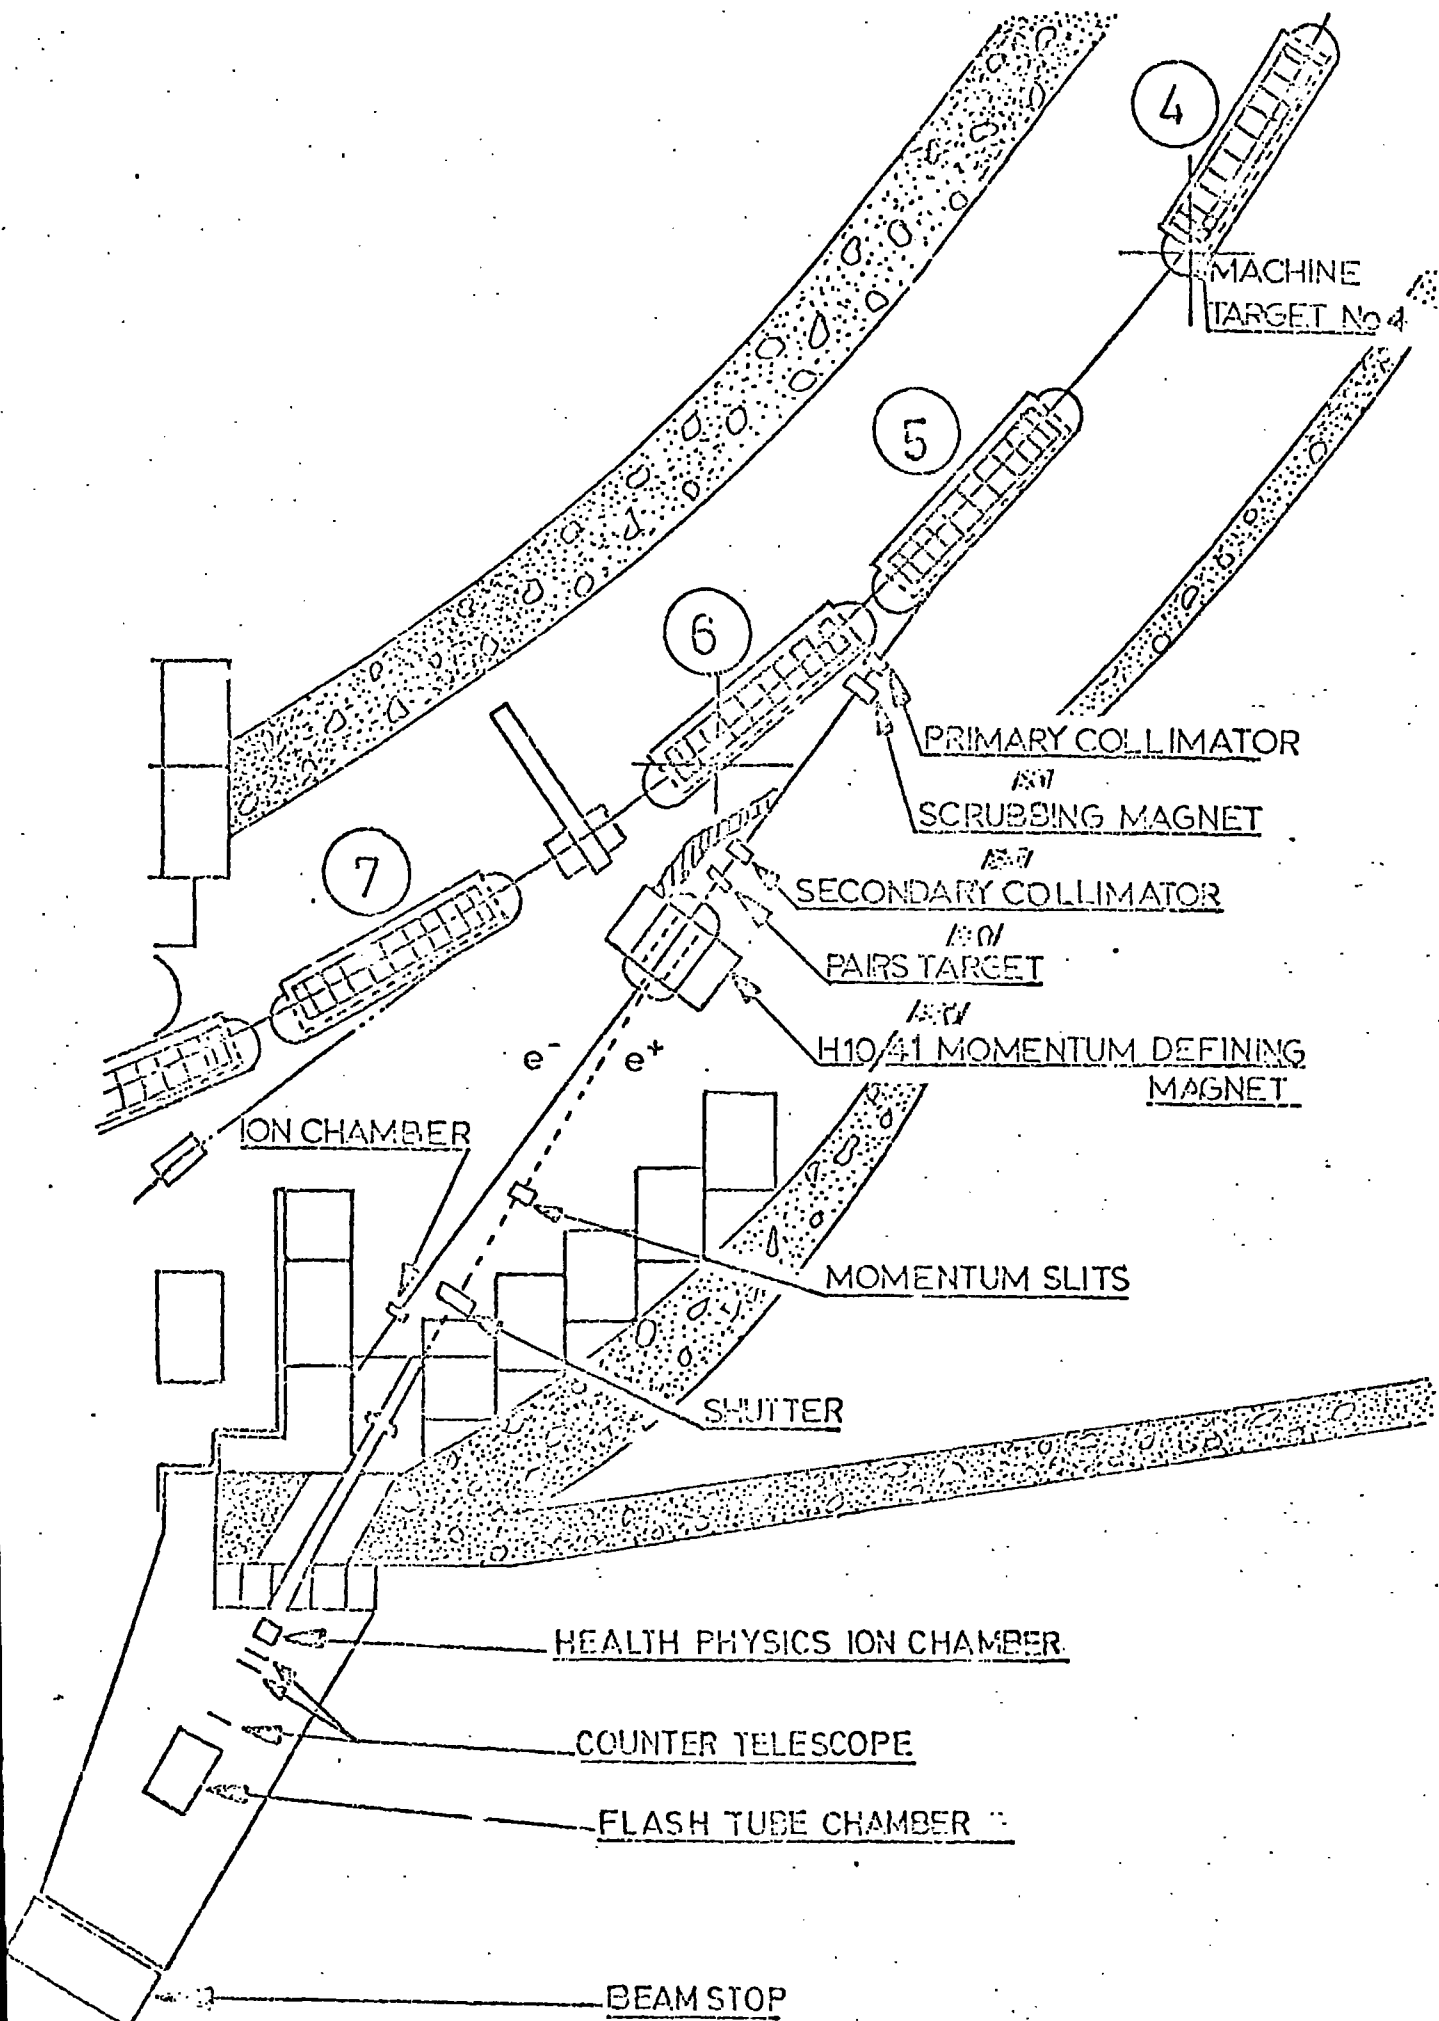 4
MACHINE
TARGET No 4
5
6
PRIMARY COLLIMATOR
SCRUBBING MAGNET
7
SECONDARY COLLIMATOR
PAIRS TARGET
H10/41 MOMENTUM DEFINING
MAGNET
e⁻ e⁺
ION CHAMBER
MOMENTUM SLITS
SHUTTER
HEALTH PHYSICS ION CHAMBER
COUNTER TELESCOPE
FLASH TUBE CHAMBER
BEAM STOP